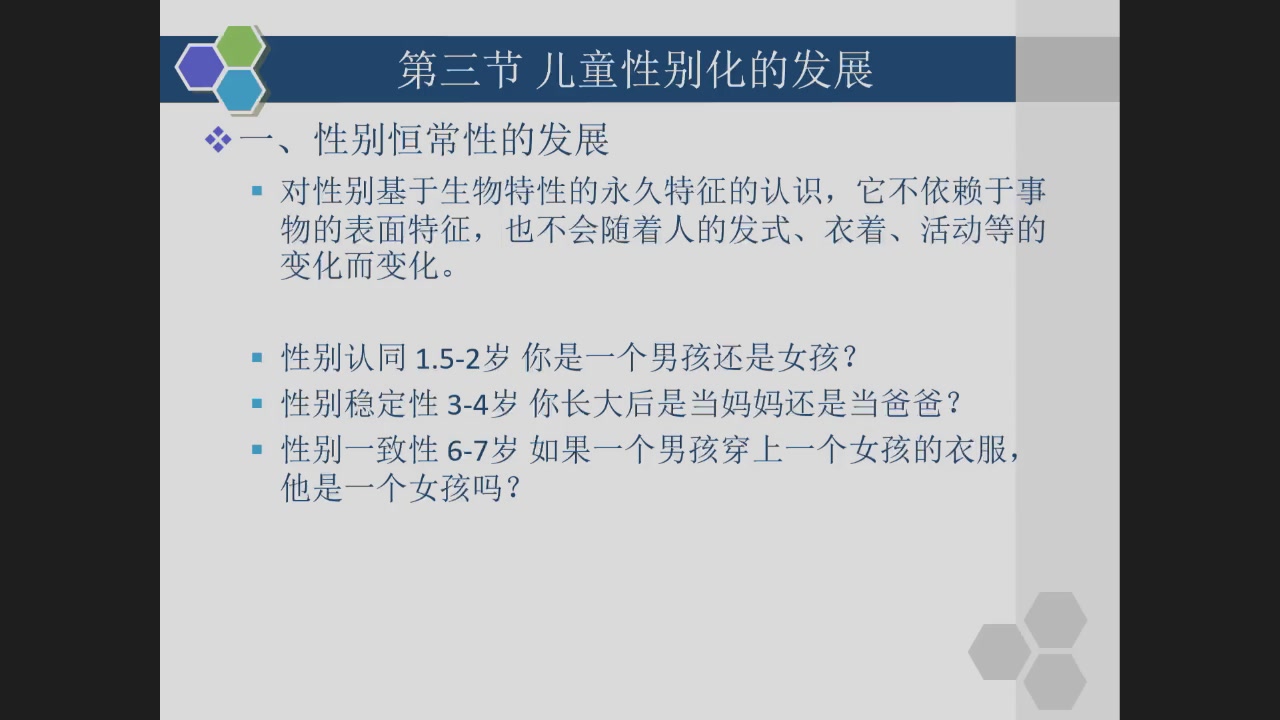 第三节 儿童性别化的发展
一、性别恒常性的发展
对性别基于生物特性的永久特征的认识，它不依赖于事
物的表面特征，也不会随着人的发式、衣着、活动等的
变化而变化。
性别认同 1.5-2岁 你是一个男孩还是女孩？
性别稳定性 3-4岁 你长大后是当妈妈还是当爸爸？
性别一致性 6-7岁 如果一个男孩穿上一个女孩的衣服，
他是一个女孩吗？